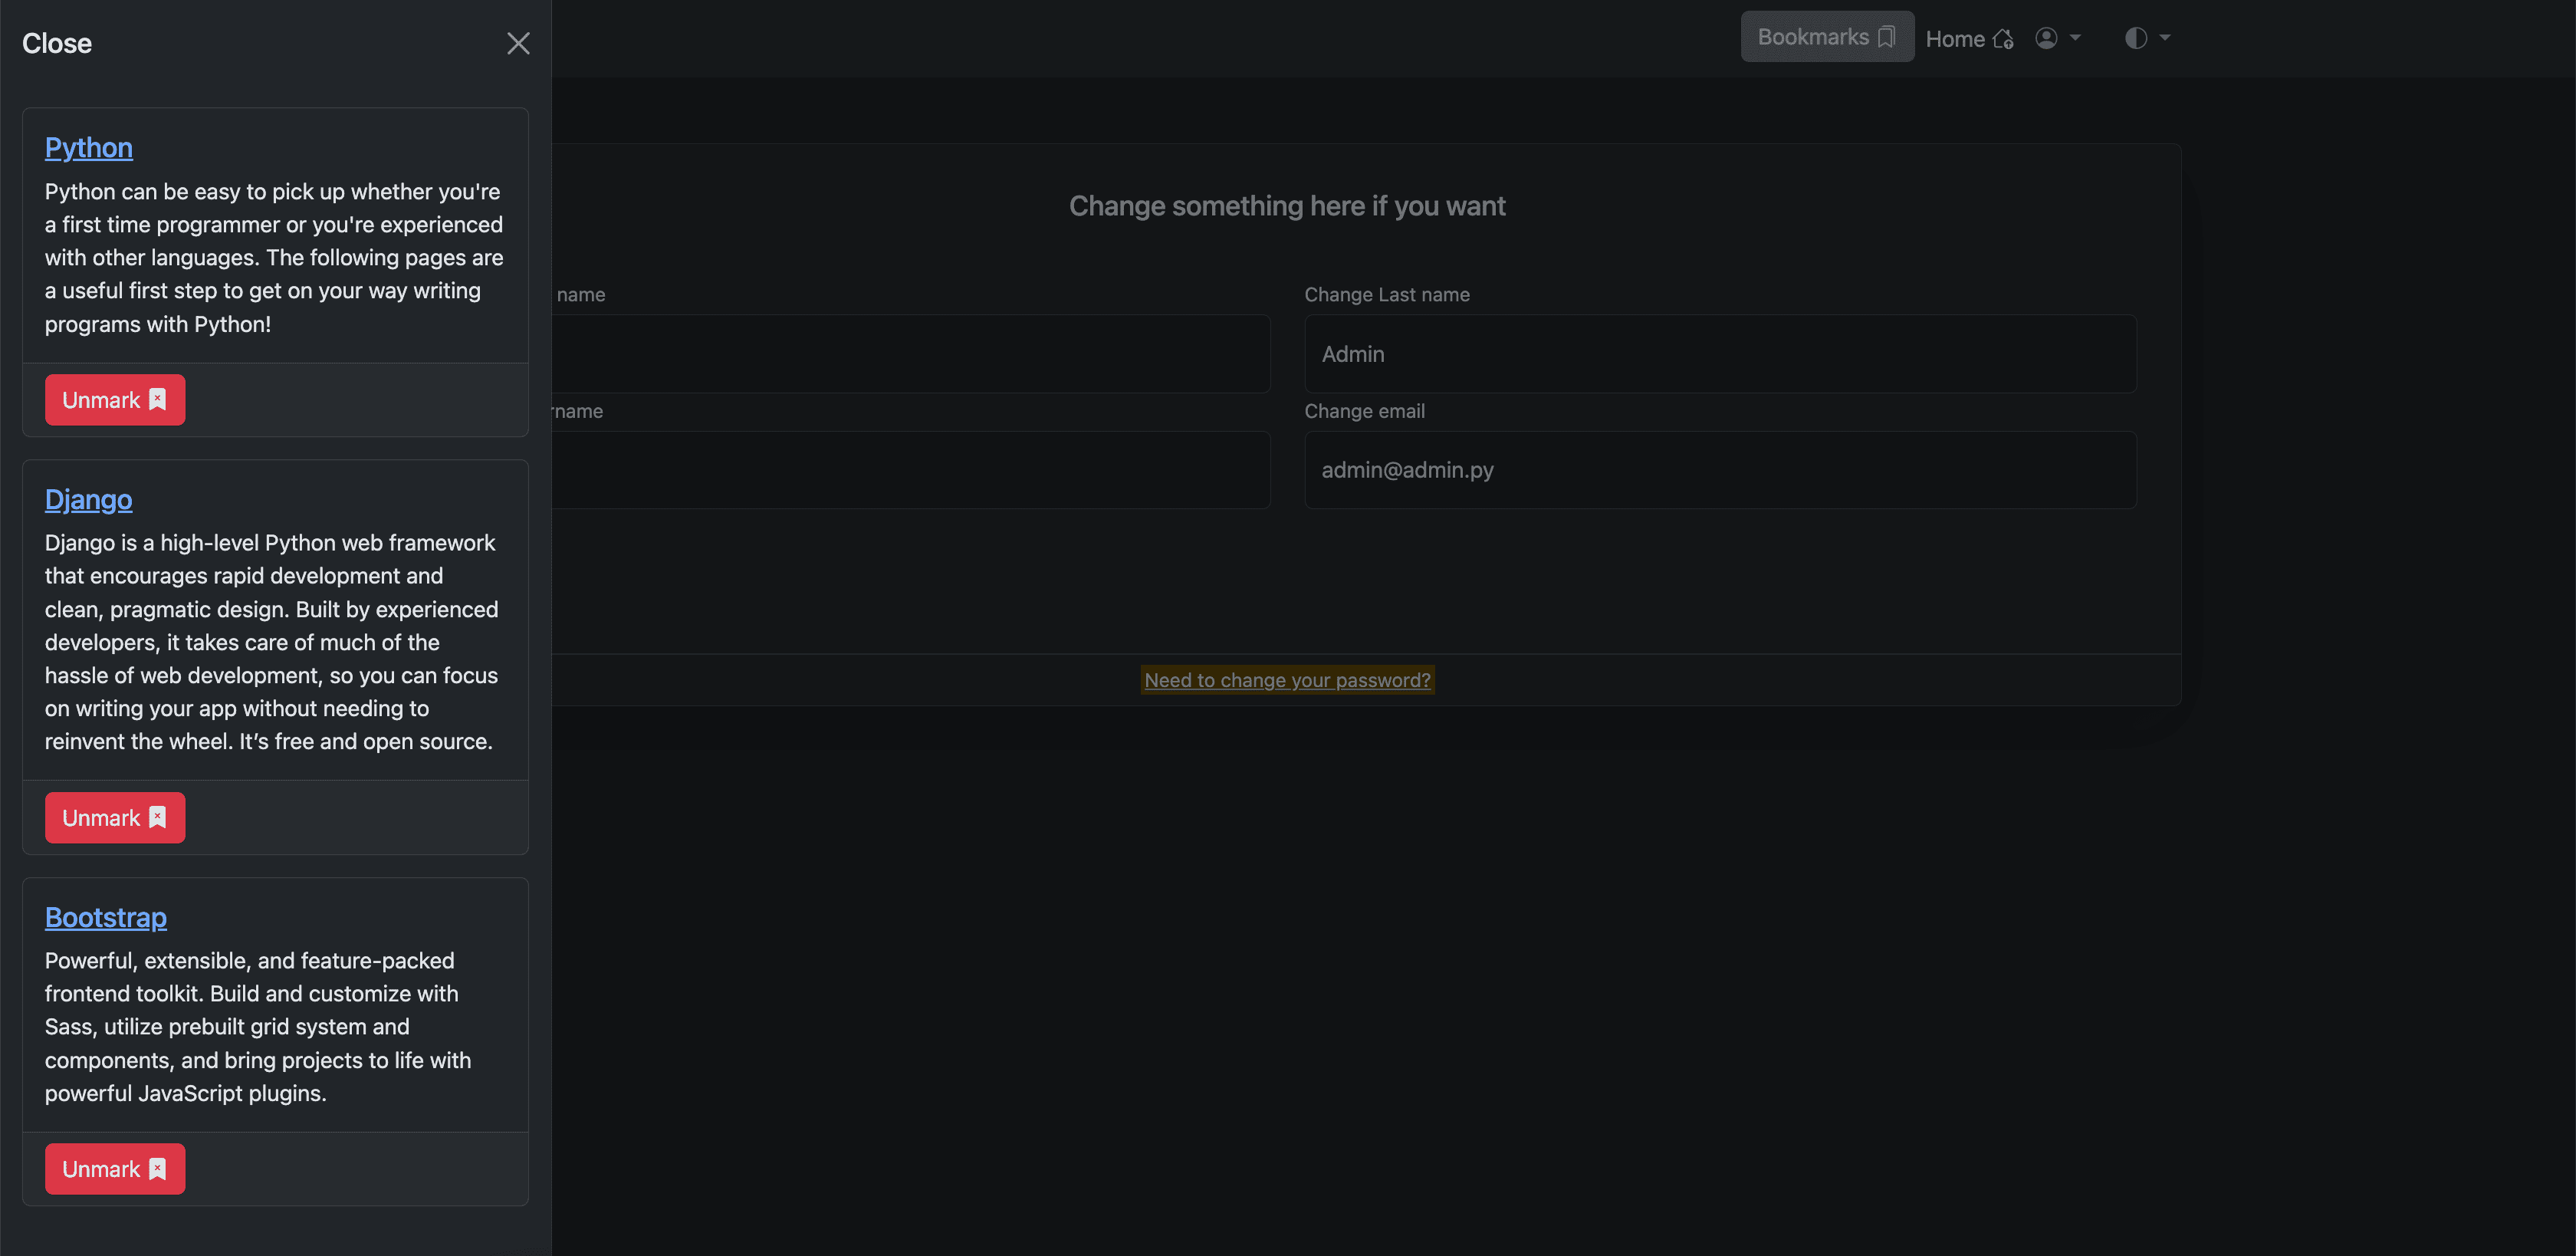 Close
Bookmarks
Home
Python
Python can be easy to pick up whether you're
a first time programmer or you're experienced
with other languages. The following pages are
a useful first step to get on your way writing
programs with Python!
Unmark
Django
Django is a high-level Python web framework
that encourages rapid development and
clean, pragmatic design. Built by experienced
developers, it takes care of much of the
hassle of web development, so you can focus
on writing your app without needing to
reinvent the wheel. It’s free and open source.
Unmark
Bootstrap
Powerful, extensible, and feature-packed
frontend toolkit. Build and customize with
Sass, utilize prebuilt grid system and
components, and bring projects to life with
powerful JavaScript plugins.
Unmark
Change something here if you want
name
Change Last name
Admin
rname
Change email
admin@admin.py
Need to change your password?